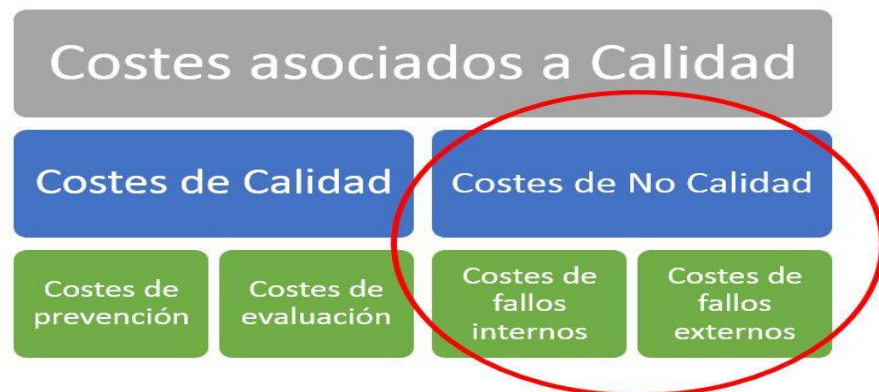 Costes asociados a Calidad
Costes de Calidad
Costes de No Calidad
Costes de
prevención
Costes de
evaluación
Costes de
fallos
internos
Costes de
fallos
externos